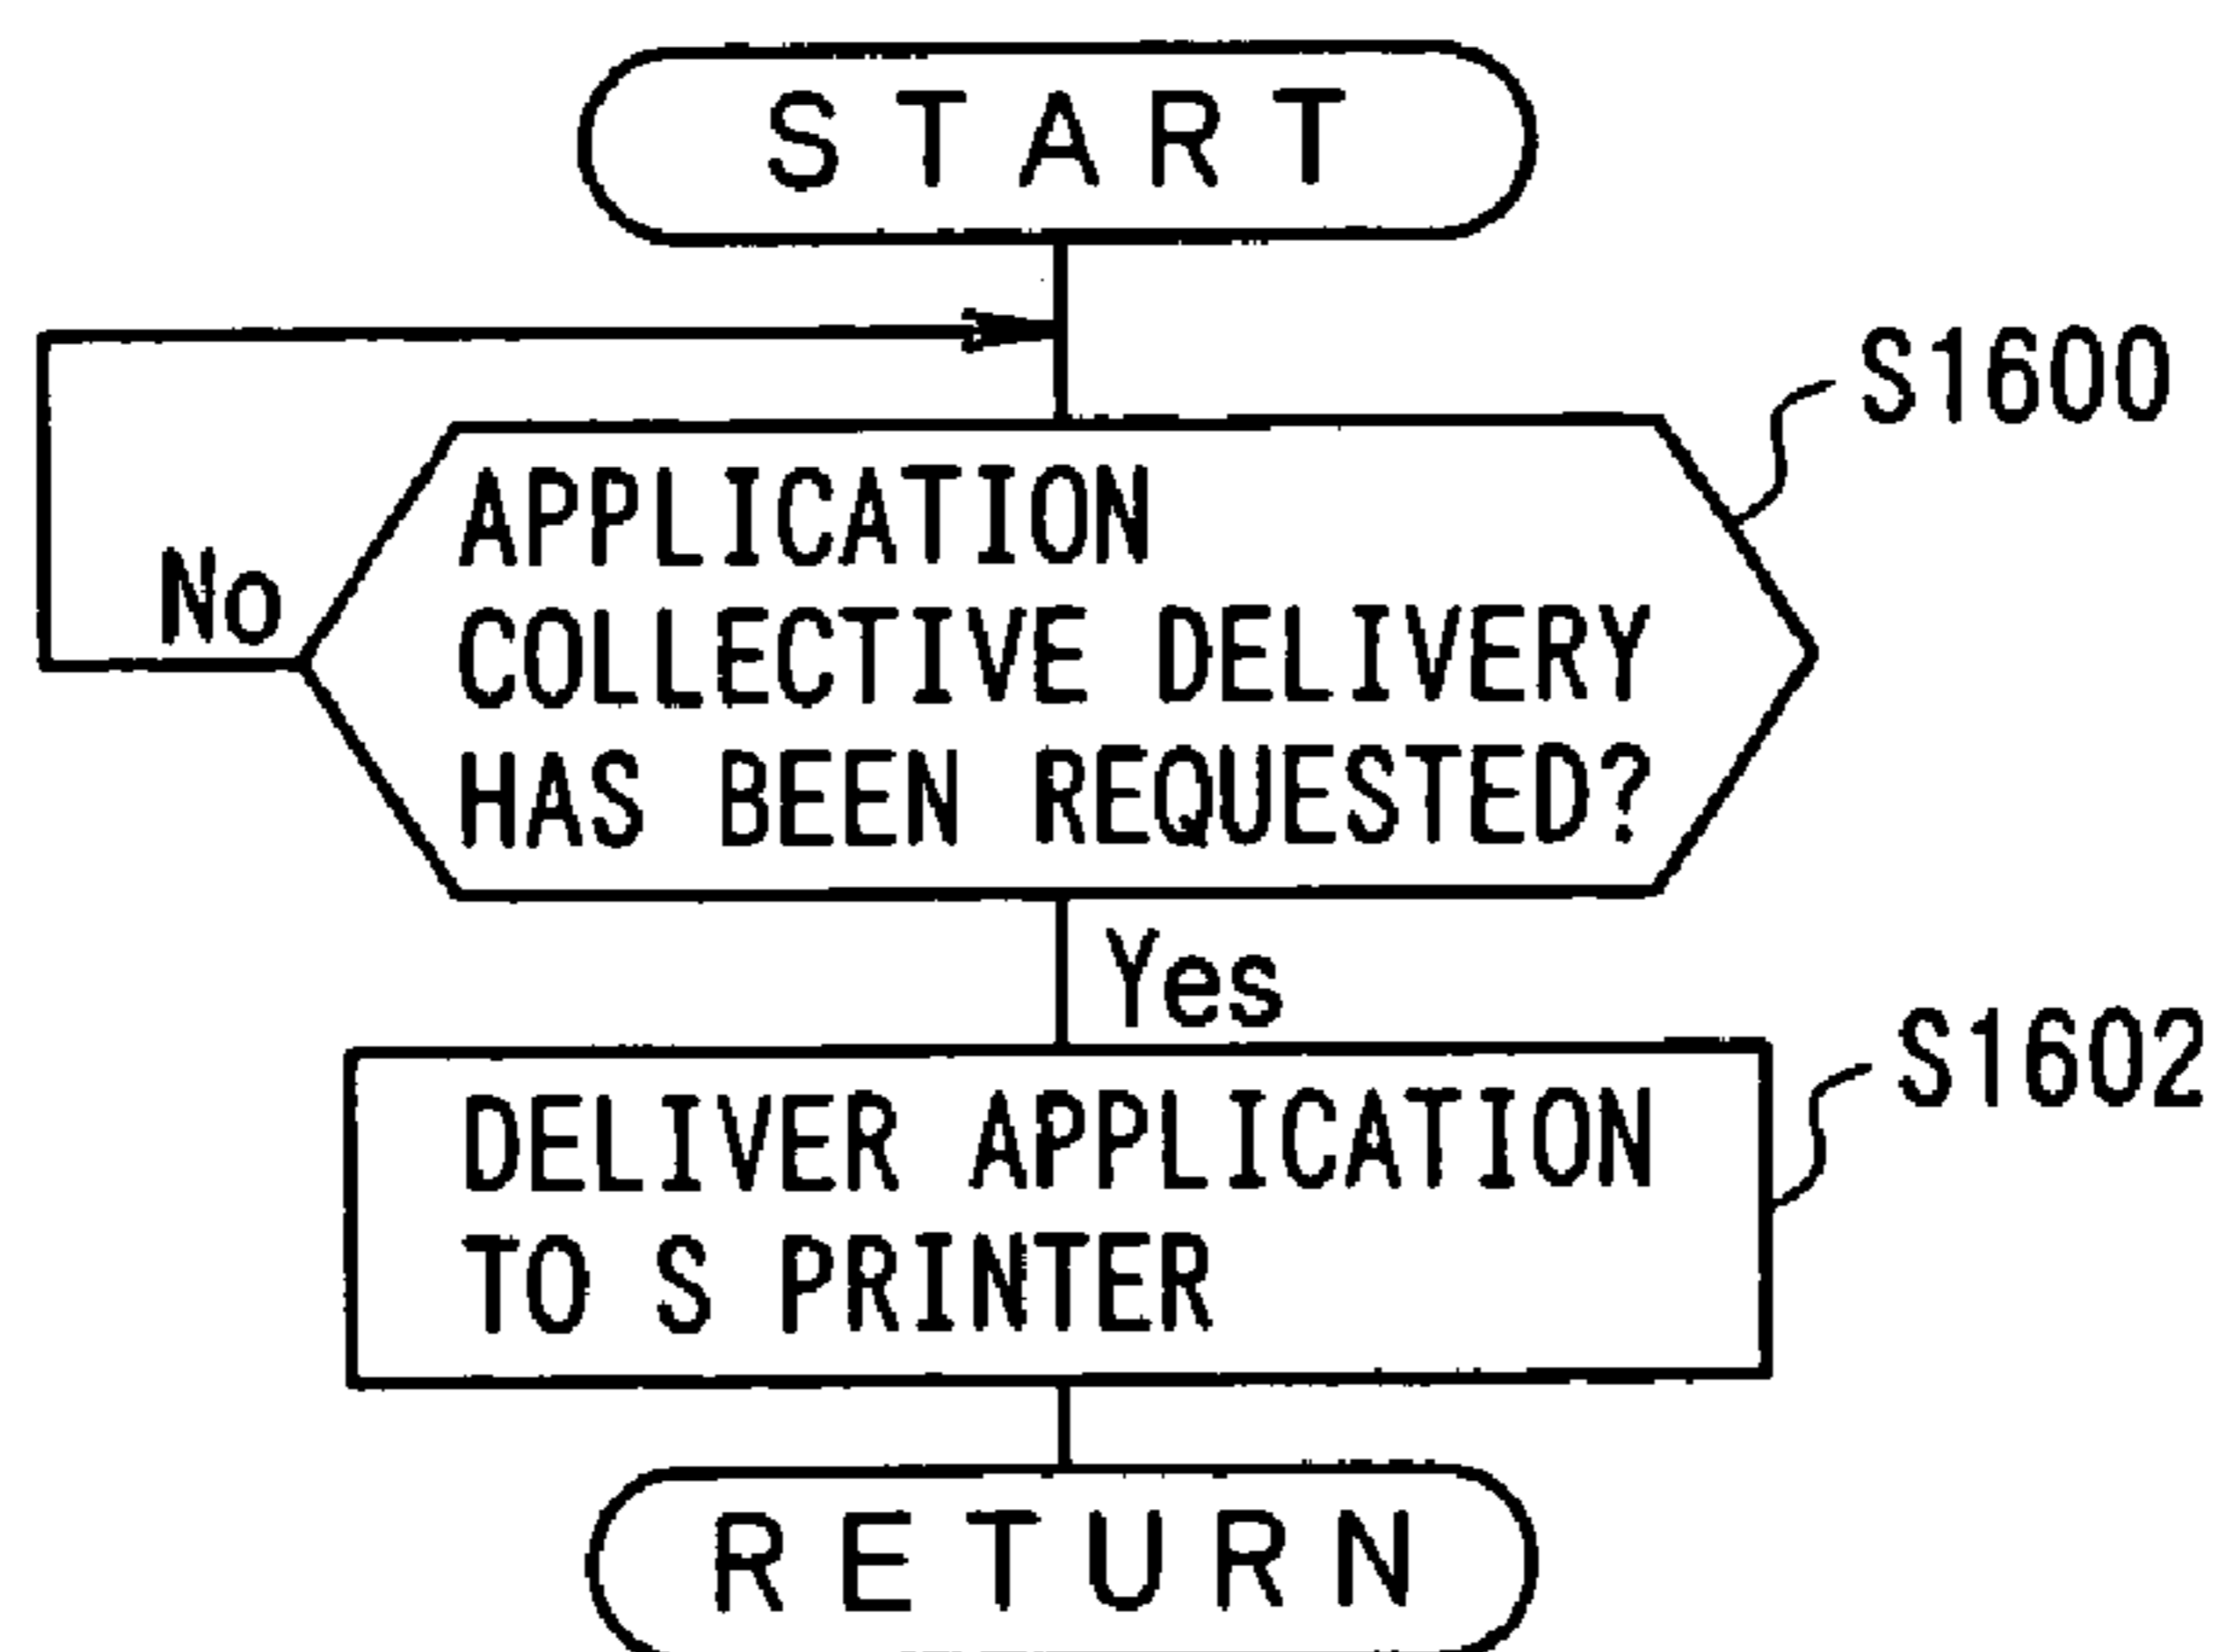 START
S1600
APPLICATION
No
COLLECTIVE DELIVERY
HAS BEEN REQUESTED?
Yes
S1602
DELIVER APPLICATION
TO S PRINTER
RETURN